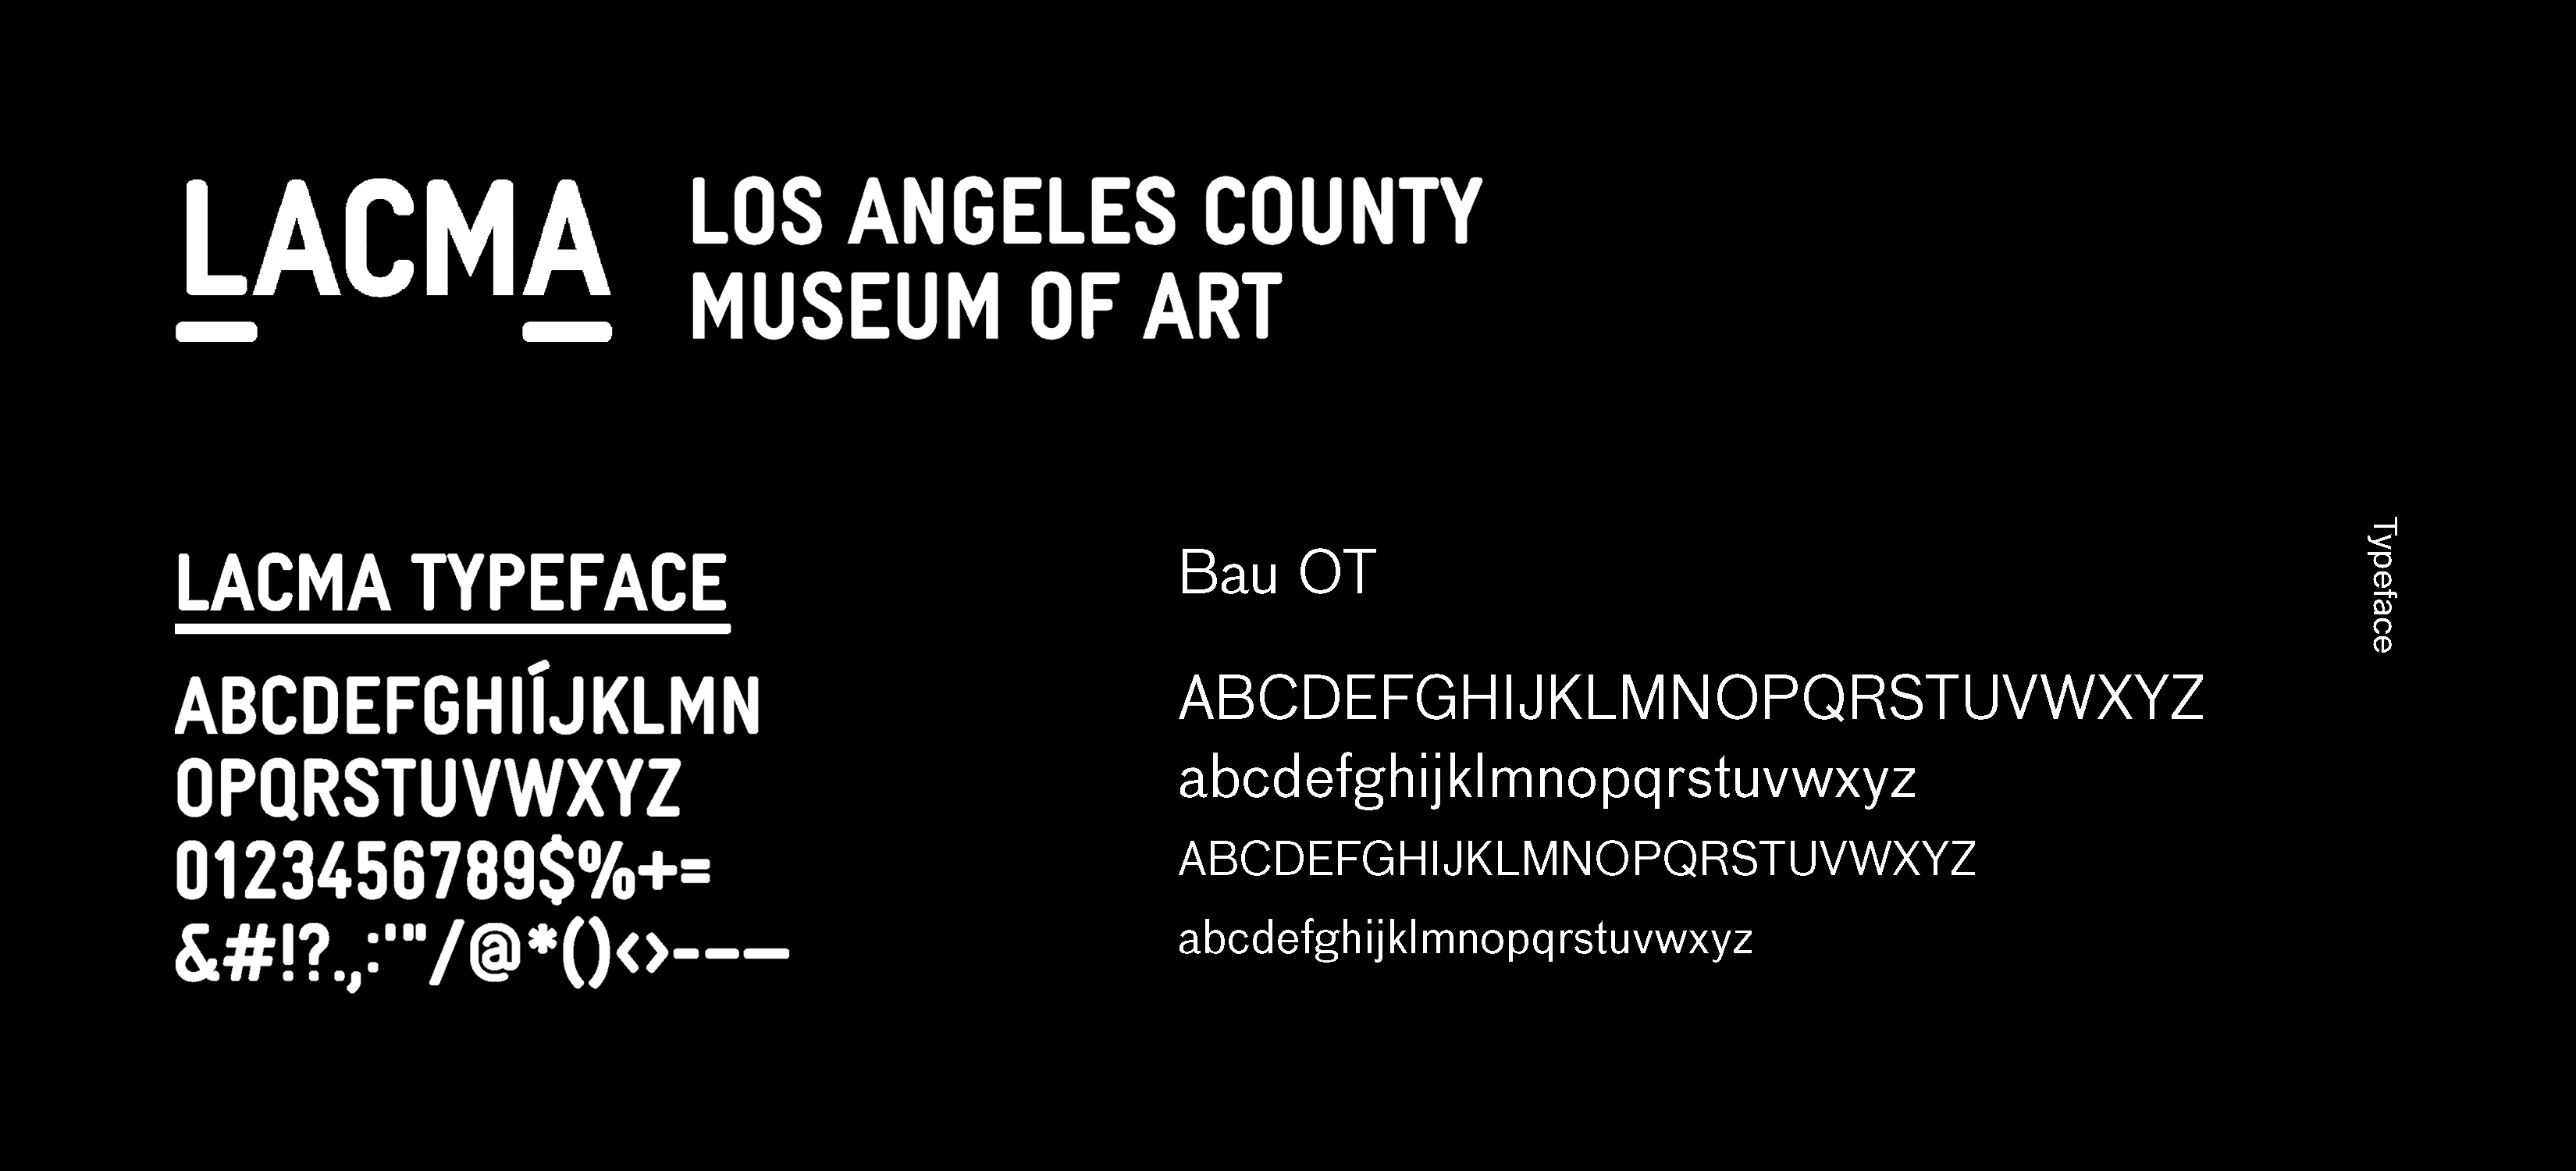 LACMA
LOS ANGELES COUNTY
MUSEUM OF ART
LACMA TYPEFACE
ABCDEFGHIÍJKLMN
OPQRSTUVWXYZ
0123456789$%+=
&#!?.,:'"/@*()<>-–—
Bau OT
ABCDEFGHIJKLMNOPQRSTUVWXYZ
abcdefghijklmnopqrstuvwxyz
ABCDEFGHIJKLMNOPQRSTUVWXYZ
abcdefghijklmnopqrstuvwxyz
Typeface